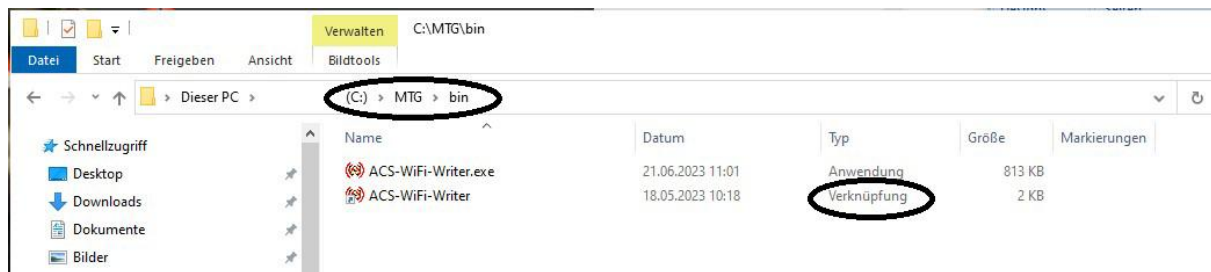 Verwalten C:\MTG\bin
Datei Start Freigeben Ansicht Bildtools
Dieser PC > (C:) > MTG > bin
Schnellzugriff Name Datum Typ Größe Markierungen
Desktop ACS-WiFi-Writer.exe 21.06.2023 11:01 Anwendung 813 KB
Downloads ACS-WiFi-Writer 18.05.2023 10:18 Verknüpfung 2 KB
Dokumente
Bilder